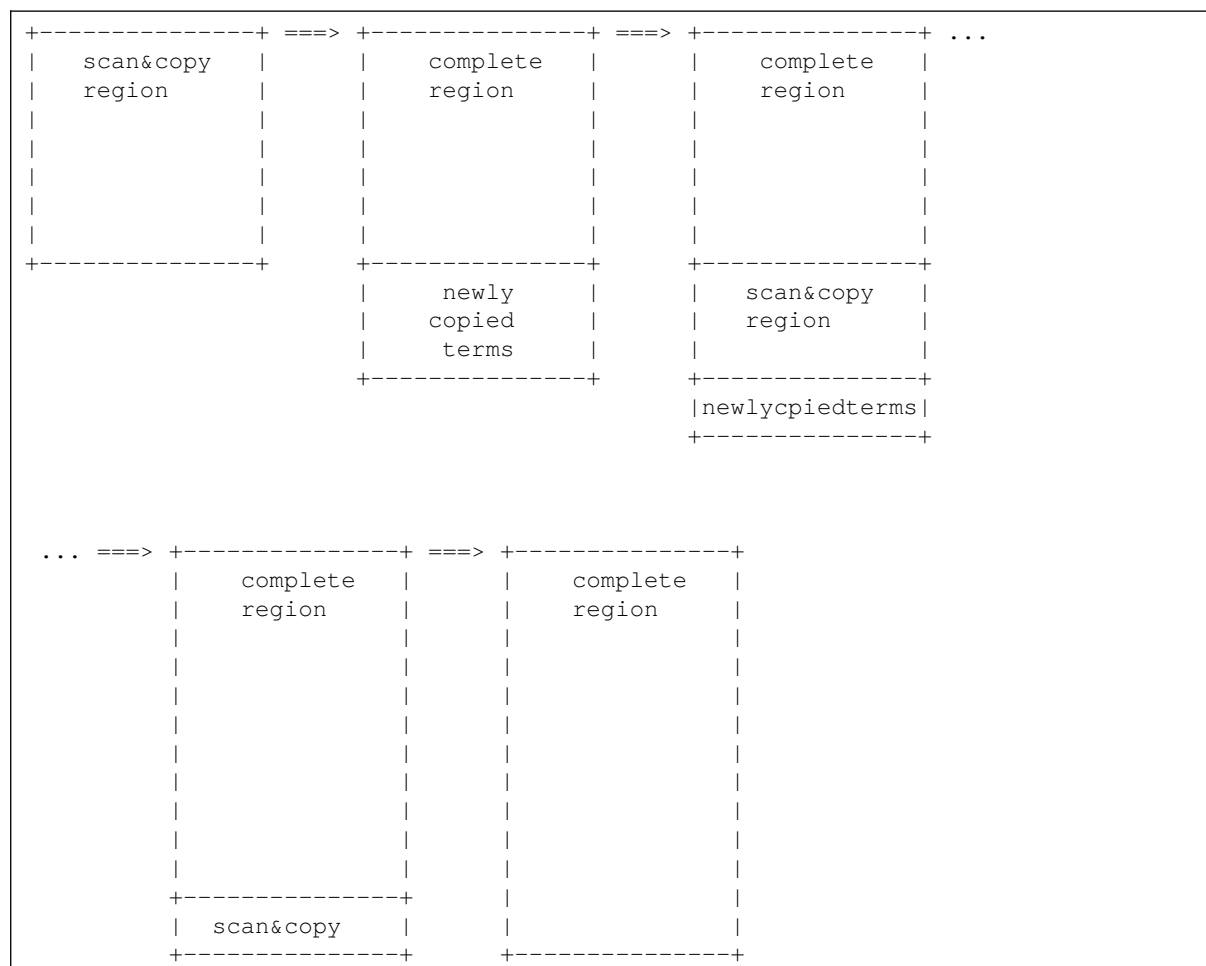 +---------------+ ===> +---------------+ ===> +---------------+ ...
|   scan&copy   |      |    complete   |      |    complete   |
|   region      |      |    region     |      |    region     |
|               |      |               |      |               |
|               |      |               |      |               |
|               |      |               |      |               |
|               |      |               |      |               |
|               |      |               |      |               |
+---------------+      +---------------+      +---------------+
                       |     newly     |      |   scan&copy   |
                       |    copied     |      |   region      |
                       |     terms     |      |               |
                       +---------------+      +---------------+
                                              |newlycpiedterms|
                                              +---------------+
... ===> +---------------+ ===> +---------------+
         |    complete   |      |    complete   |
         |    region     |      |    region     |
         |               |      |               |
         |               |      |               |
         |               |      |               |
         |               |      |               |
         |               |      |               |
         |               |      |               |
         |               |      |               |
         |               |      |               |
         |               |      |               |
         +---------------+      |               |
         |  scan&copy    |      |               |
         +---------------+      +---------------+